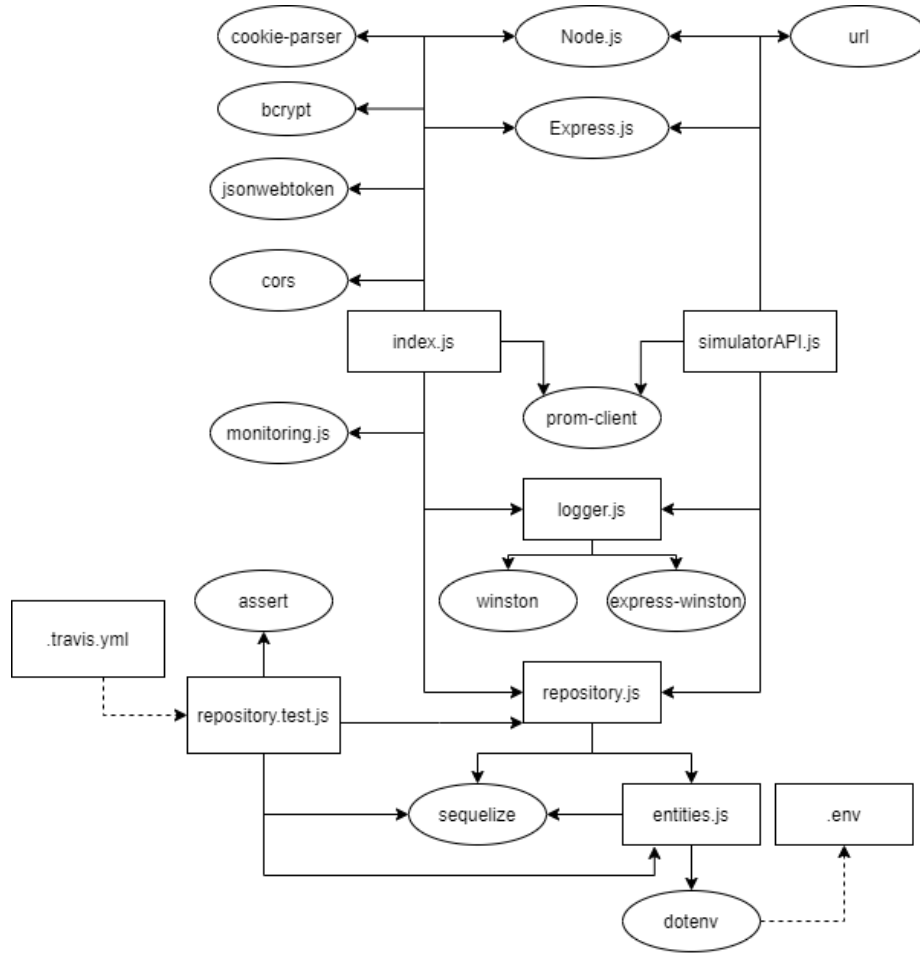 cookie-parser
Node.js
url
bcrypt
Express.js
jsonwebtoken
cors
index.js
simulatorAPI.js
prom-client
monitoring.js
logger.js
winston
express-winston
assert
.travis.yml
repository.js
repository.test.js
sequelize
entities.js
.env
dotenv